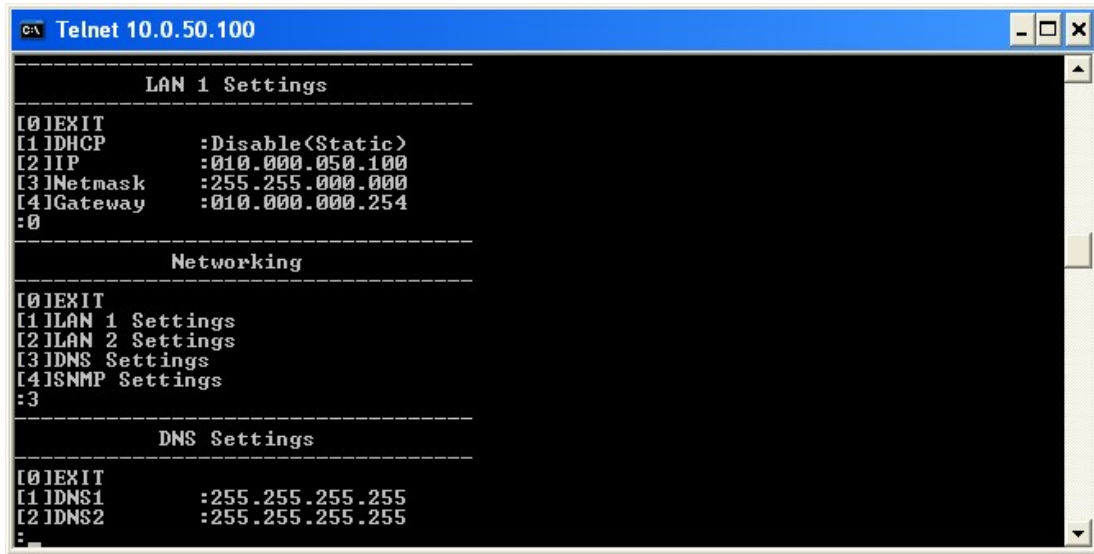 Telnet 10.0.50.100
-----------------------------------
LAN 1 Settings
-----------------------------------
[0]EXIT
[1]DHCP :Disable(Static)
[2]IP :010.000.050.100
[3]Netmask :255.255.000.000
[4]Gateway :010.000.000.254
:0
-----------------------------------
Networking
-----------------------------------
[0]EXIT
[1]LAN 1 Settings
[2]LAN 2 Settings
[3]DNS Settings
[4]SNMP Settings
:3
-----------------------------------
DNS Settings
-----------------------------------
[0]EXIT
[1]DNS1 :255.255.255.255
[2]DNS2 :255.255.255.255
:_